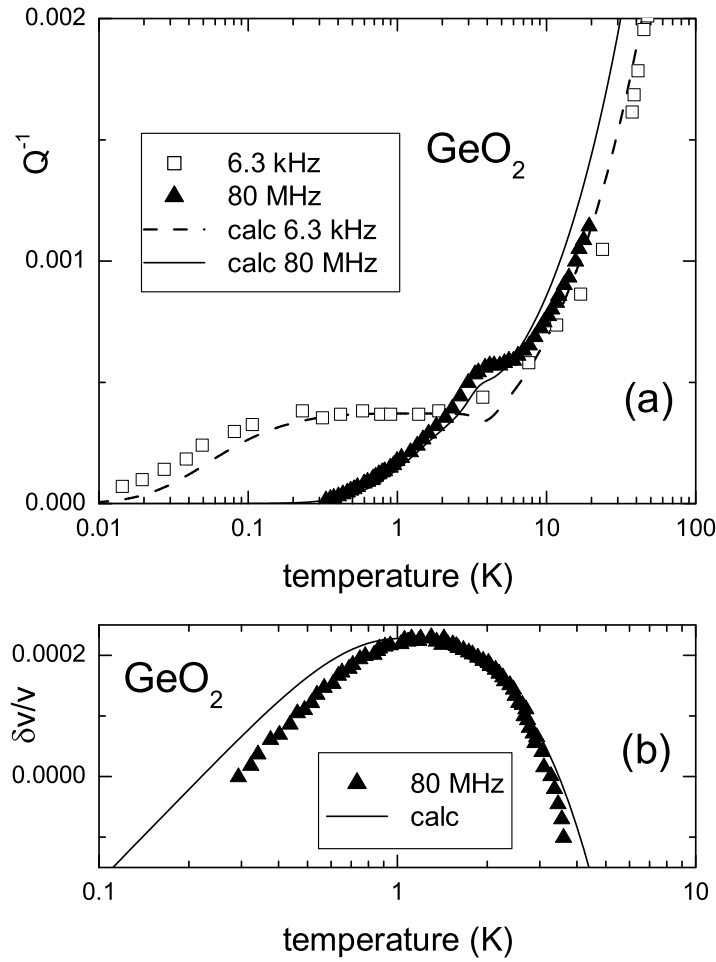 0.002
Q⁻¹
GeO₂
6.3 kHz
80 MHz
calc 6.3 kHz
calc 80 MHz
0.001
(a)
0.000
0.01 0.1 1 10 100
temperature (K)
0.0002
GeO₂
δv/v
(b)
80 MHz
0.0000
calc
0.1 1 10
temperature (K)